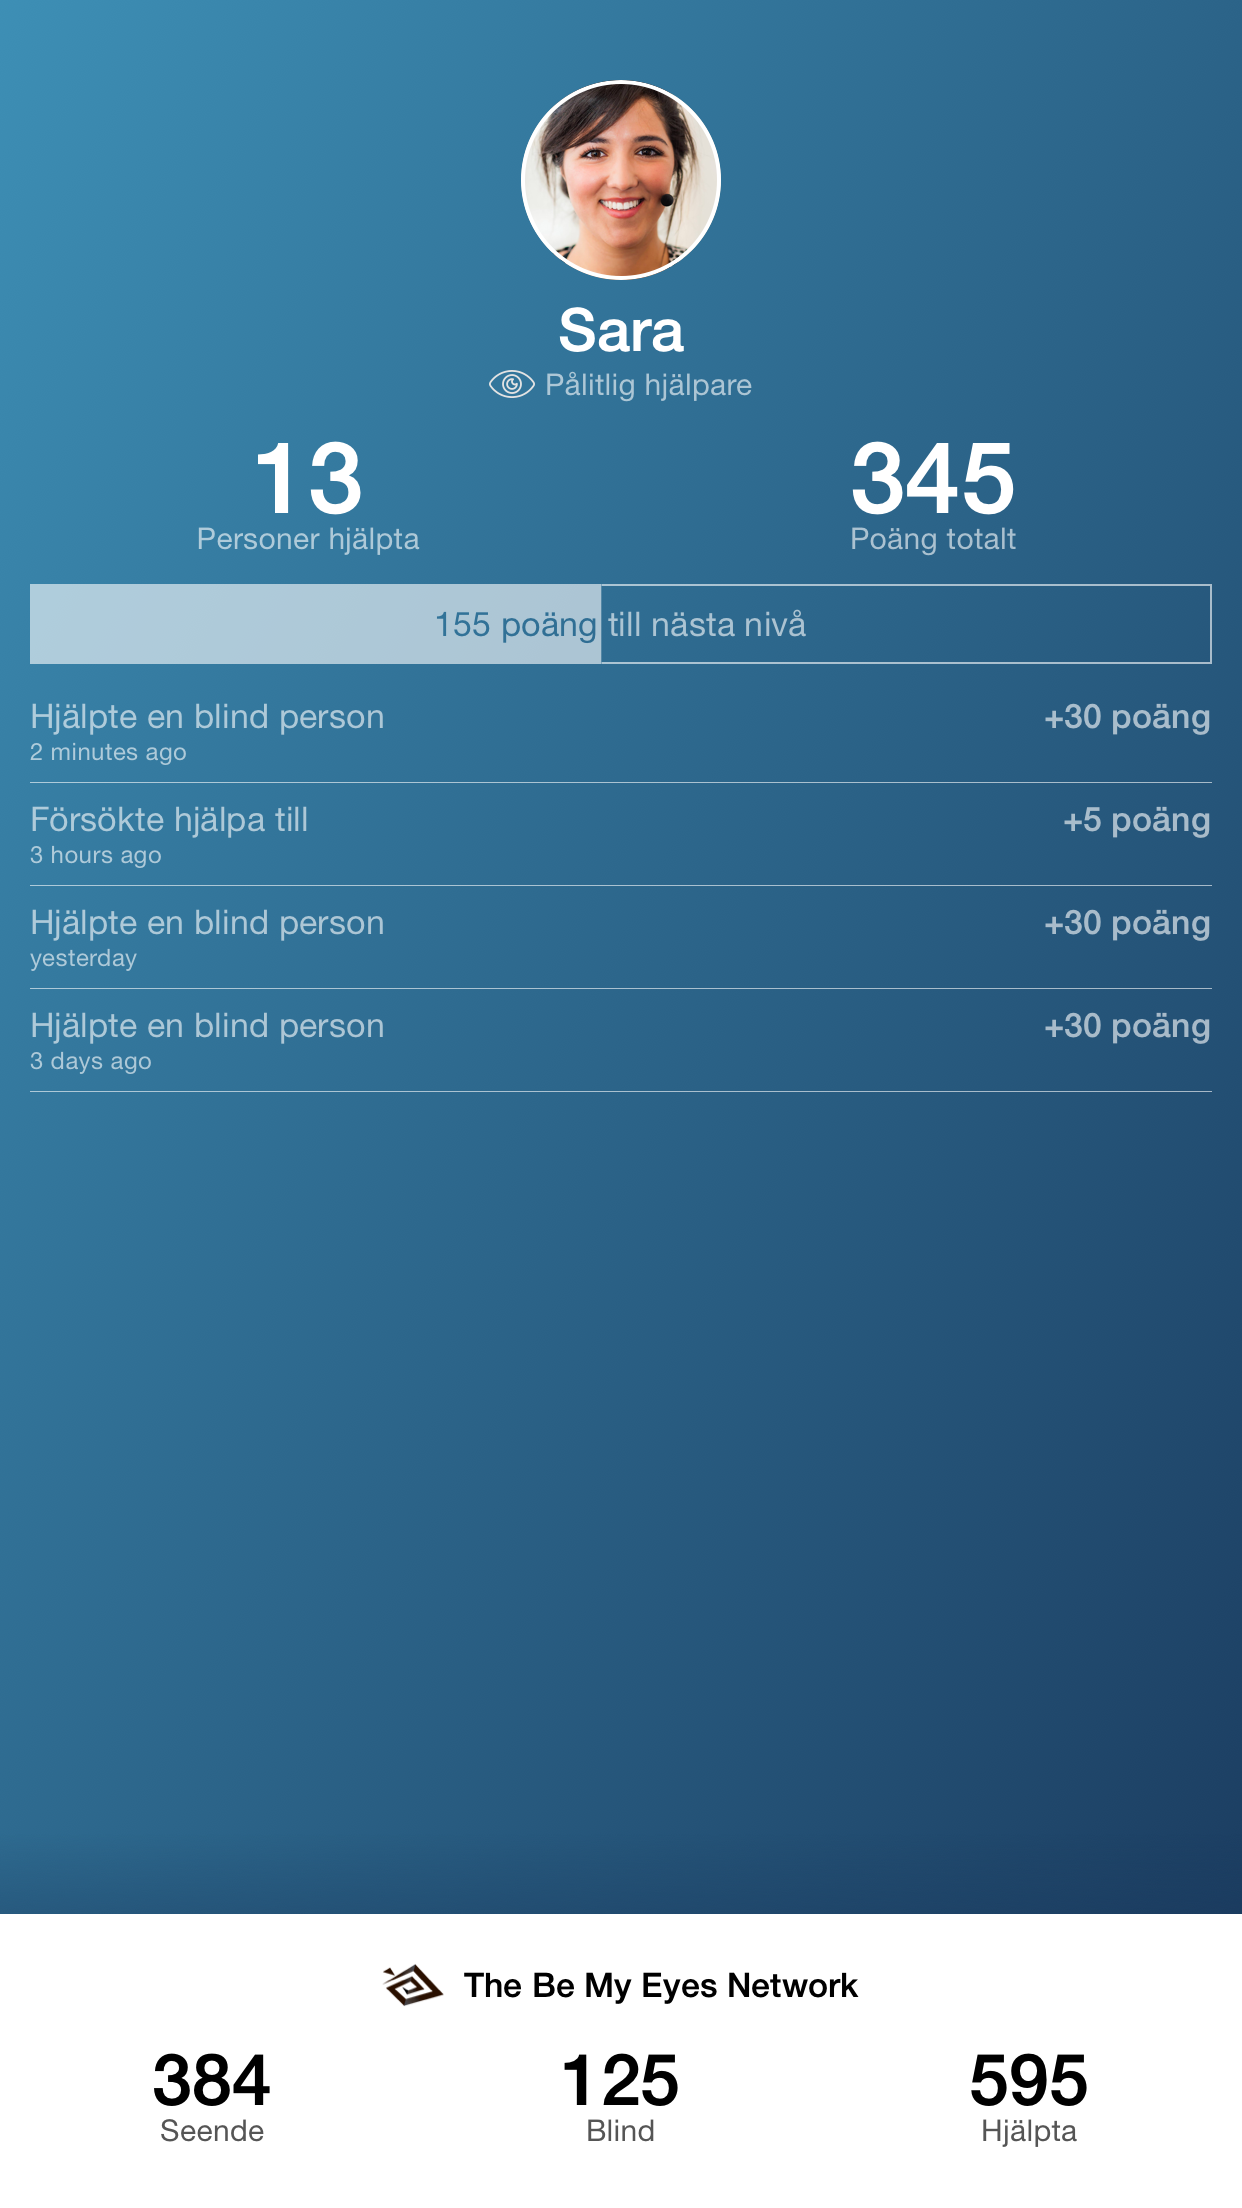 Sara
Pålitlig hjälpare
13
Personer hjälpta
345
Poäng totalt
155 poäng till nästa nivå
Hjälpte en blind person
+30 poäng
2 minutes ago
Försökte hjälpa till
+5 poäng
3 hours ago
Hjälpte en blind person
+30 poäng
yesterday
Hjälpte en blind person
+30 poäng
3 days ago
The Be My Eyes Network
384
Seende
125
Blind
595
Hjälpta